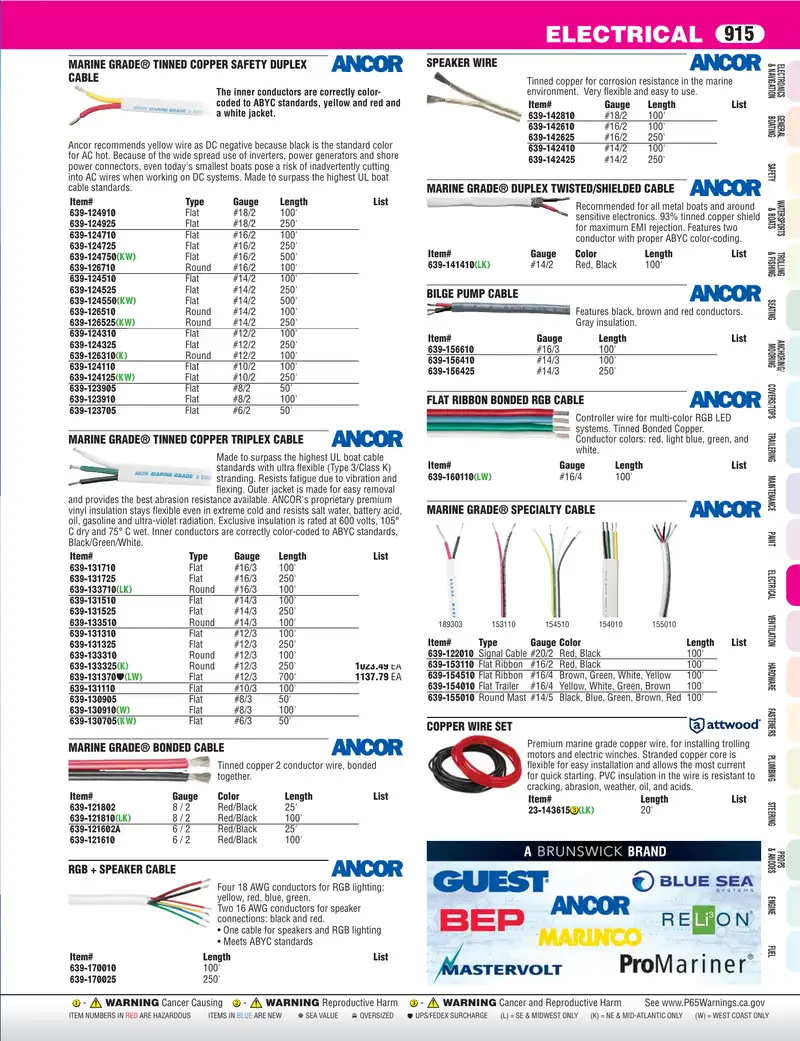 ELECTRICAL 915
MARINE GRADE® TINNED COPPER SAFETY DUPLEX
CABLE
ANCOR
The inner conductors are correctly color-
coded to ABYC standards, yellow and red and
a white jacket.
Ancor recommends yellow wire as DC negative because black is the standard color
for AC hot. Because of the wide spread use of inverters, power generators and shore
power connectors, even today's smallest boats pose a risk of inadvertently cutting
into AC wires when working on DC systems. Made to surpass the highest UL boat
cable standards.
Item# Type Gauge Length List
639-124910 Flat #18/2 100'
639-124925 Flat #18/2 250'
639-124710 Flat #16/2 100'
639-124725 Flat #16/2 250'
639-124750(KW) Flat #16/2 500'
639-126710 Round #16/2 100'
639-124510 Flat #14/2 100'
639-124525 Flat #14/2 250'
639-124550(KW) Flat #14/2 500'
639-126510 Round #14/2 100'
639-126525(KW) Round #14/2 250'
639-124310 Flat #12/2 100'
639-124325 Flat #12/2 250'
639-126310(K) Round #12/2 100'
639-124110 Flat #10/2 100'
639-124125(KW) Flat #10/2 250'
639-123905 Flat #8/2 50'
639-123910 Flat #8/2 100'
639-123705 Flat #6/2 50'
MARINE GRADE® TINNED COPPER TRIPLEX CABLE
ANCOR
Made to surpass the highest UL boat cable
standards with ultra flexible (Type 3/Class K)
stranding. Resists fatigue due to vibration and
flexing. Outer jacket is made for easy removal
and provides the best abrasion resistance available. ANCOR's proprietary premium
vinyl insulation stays flexible even in extreme cold and resists salt water, battery acid,
oil, gasoline and ultra-violet radiation. Exclusive insulation is rated at 600 volts, 105°
C dry and 75° C wet. Inner conductors are correctly color-coded to ABYC standards,
Black/Green/White.
Item# Type Gauge Length List
639-131710 Flat #16/3 100'
639-131725 Flat #16/3 250'
639-133710(LK) Round #16/3 100'
639-131510 Flat #14/3 100'
639-131525 Flat #14/3 250'
639-133510 Round #14/3 100'
639-131310 Flat #12/3 100'
639-131325 Flat #12/3 250'
639-133310 Round #12/3 100'
639-133325(K) Round #12/3 250' 1023.49 EA
639-131370(LW) Flat #12/3 700' 1137.79 EA
639-131110 Flat #10/3 100'
639-130905 Flat #8/3 50'
639-130910(W) Flat #8/3 100'
639-130705(KW) Flat #6/3 50'
MARINE GRADE® BONDED CABLE
ANCOR
Tinned copper 2 conductor wire, bonded
together.
Item# Gauge Color Length List
639-121802 8 / 2 Red/Black 25'
639-121810(LK) 8 / 2 Red/Black 100'
639-121602A 6 / 2 Red/Black 25'
639-121610 6 / 2 Red/Black 100'
RGB + SPEAKER CABLE
ANCOR
Four 18 AWG conductors for RGB lighting:
yellow, red, blue, green.
Two 16 AWG conductors for speaker
connections: black and red.
• One cable for speakers and RGB lighting
• Meets ABYC standards
Item# Length List
639-170010 100'
639-170025 250'
SPEAKER WIRE
ANCOR
Tinned copper for corrosion resistance in the marine
environment. Very flexible and easy to use.
Item# Gauge Length List
639-142810 #18/2 100'
639-142610 #16/2 100'
639-142625 #16/2 250'
639-142410 #14/2 100'
639-142425 #14/2 250'
MARINE GRADE® DUPLEX TWISTED/SHIELDED CABLE
ANCOR
Recommended for all metal boats and around
sensitive electronics. 93% tinned copper shield
for maximum EMI rejection. Features two
conductor with proper ABYC color-coding.
Item# Gauge Color Length List
639-141410(LK) #14/2 Red, Black 100'
BILGE PUMP CABLE
ANCOR
Features black, brown and red conductors.
Gray insulation.
Item# Gauge Length List
639-156610 #16/3 100'
639-156410 #14/3 100'
639-156425 #14/3 250'
FLAT RIBBON BONDED RGB CABLE
ANCOR
Controller wire for multi-color RGB LED
systems. Tinned Bonded Copper.
Conductor colors: red, light blue, green, and
white.
Item# Gauge Length List
639-160110(LW) #16/4 100'
MARINE GRADE® SPECIALTY CABLE
ANCOR
189303 153110 154510 154010 155010
Item# Type Gauge Color Length List
639-122010 Signal Cable #20/2 Red, Black 100'
639-153110 Flat Ribbon #16/2 Red, Black 100'
639-154510 Flat Ribbon #16/4 Brown, Green, White, Yellow 100'
639-154010 Flat Trailer #16/4 Yellow, White, Green, Brown 100'
639-155010 Round Mast #14/5 Black, Blue, Green, Brown, Red 100'
COPPER WIRE SET
attwood®
Premium marine grade copper wire, for installing trolling
motors and electric winches. Stranded copper core is
flexible for easy installation and allows the most current
for quick starting. PVC insulation in the wire is resistant to
cracking, abrasion, weather, oil, and acids.
Item# Length List
23-143615 3 (LK) 20'
A BRUNSWICK BRAND
GUEST®
BLUE SEA
SYSTEMS
ANCOR
BEP
RELi3ON®
MARINCO
MASTERVOLT
ProMariner®
ELECTRONICS
& NAVIGATION
GENERAL
BOATING
SAFETY
WATERSPORTS
& BOATS
TROLLING
& FISHING
SEATING
ANCHORING/
MOORING
COVERS/TOPS
TRAILERING
MAINTENANCE
PAINT
ELECTRICAL
VENTILATION
HARDWARE
FASTENERS
PLUMBING
STEERING
PROPS
& ANODES
ENGINE
FUEL
1 - WARNING Cancer Causing 2 - WARNING Reproductive Harm 3 - WARNING Cancer and Reproductive Harm See www.P65Warnings.ca.gov
ITEM NUMBERS IN RED ARE HAZARDOUS ITEMS IN BLUE ARE NEW SEA VALUE OVERSIZED UPS/FEDEX SURCHARGE (L) = SE & MIDWEST ONLY (K) = NE & MID-ATLANTIC ONLY (W) = WEST COAST ONLY